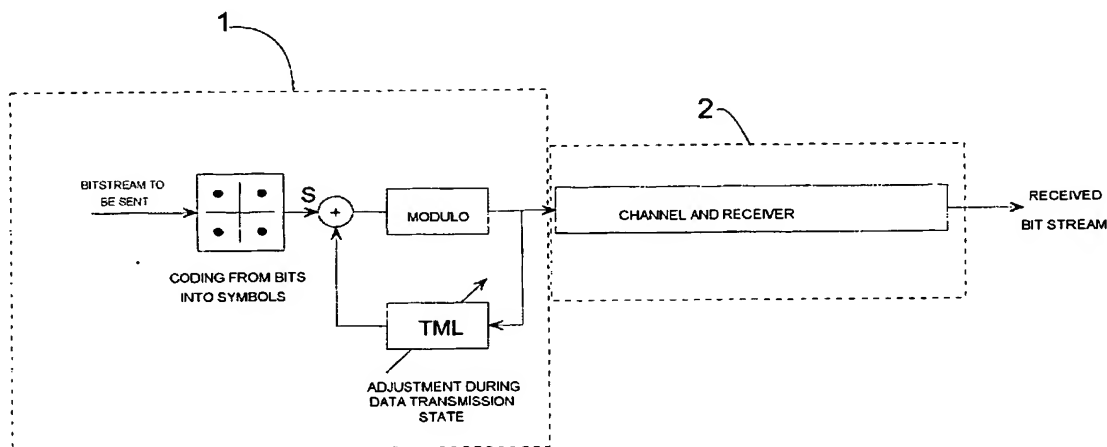 1
2
BITSTREAM TO
BE SENT
S
+
MODULO
CHANNEL AND RECEIVER
RECEIVED
BIT STREAM
CODING FROM BITS
INTO SYMBOLS
TML
ADJUSTMENT DURING
DATA TRANSMISSION
STATE